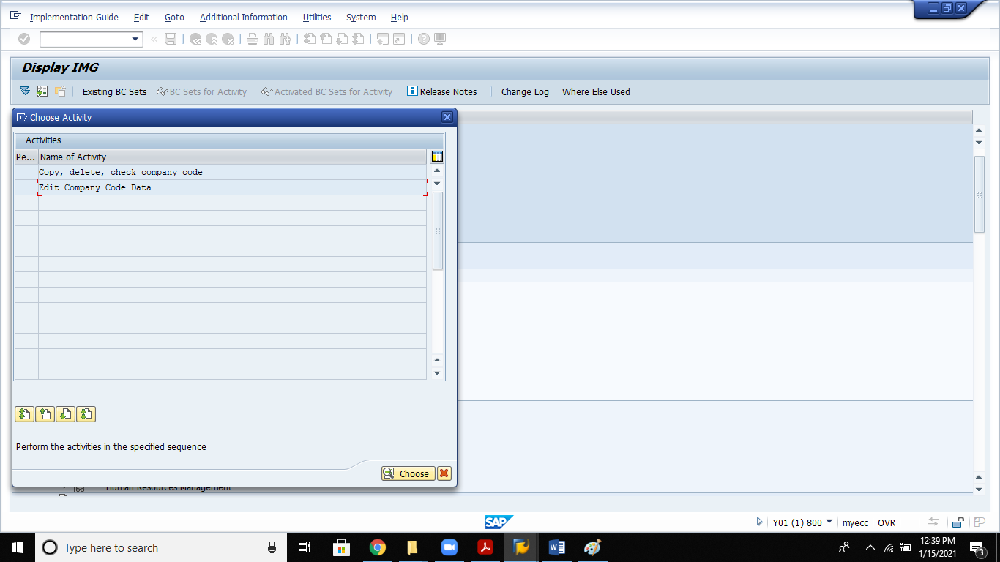 Implementation Guide Edit Goto Additional Information Utilities System Help
Display IMG
Existing BC Sets BC Sets for Activity Activated BC Sets for Activity Release Notes Change Log Where Else Used
Choose Activity
Activities
Pe... Name of Activity
Copy, delete, check company code
Edit Company Code Data
Perform the activities in the specified sequence
Choose
Human Resources Management
SAP
Y01 (1) 800 myecc OVR
Type here to search
12:39 PM
1/15/2021
3